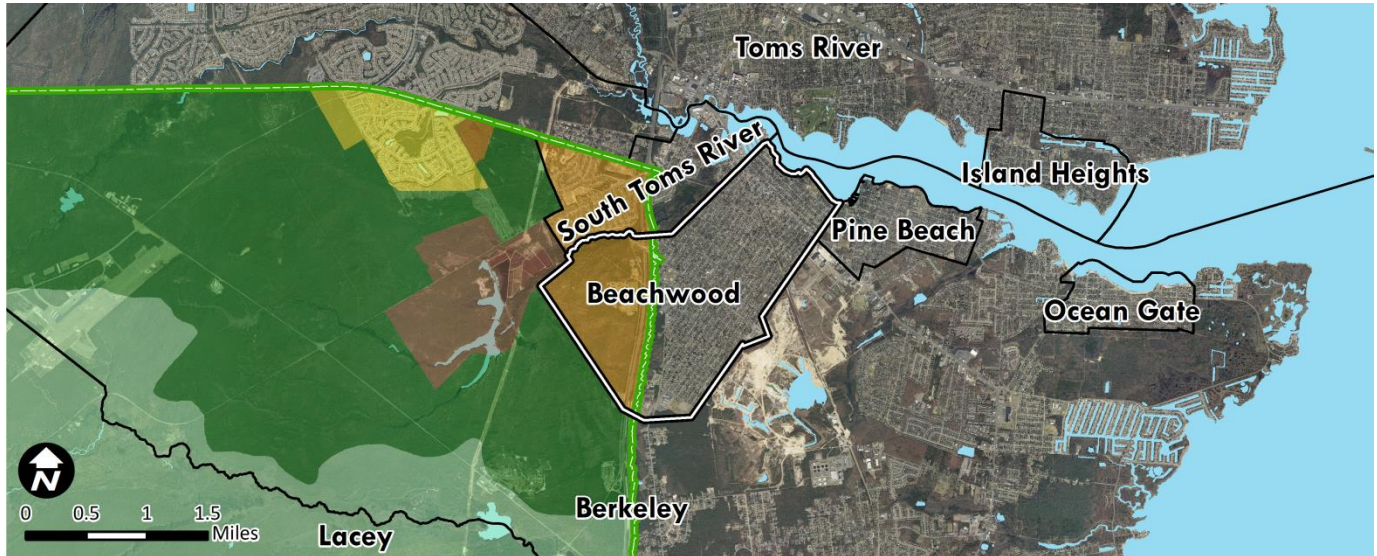 Toms River
South Toms River
Island Heights
Pine Beach
Beachwood
Ocean Gate
N
Berkeley
0 0.5 1 1.5
Miles
Lacey